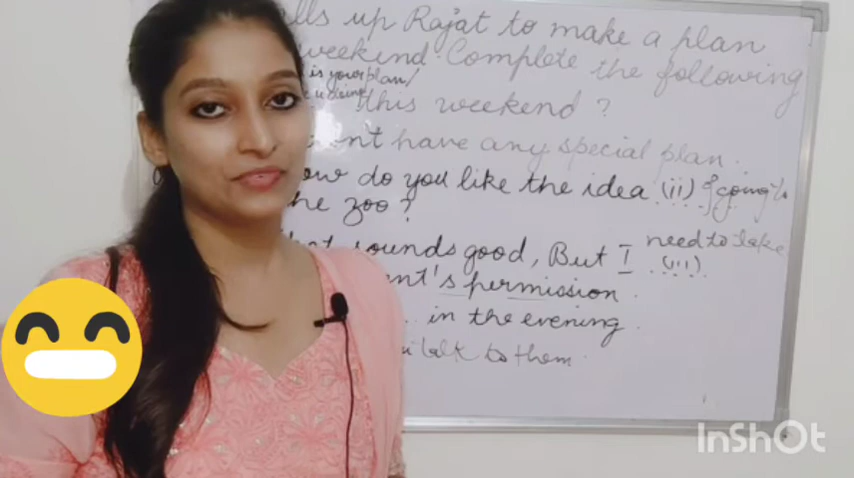 lls up Rajat to make a plan
weekend. Complete the following
is your plan/
this weekend ?
n't have any special plan.
ow do you like the idea (ii) of going to
he zoo ?
sounds good, But I need to take
(iii)
nt's permission.
in the evening.
talk to them
InShOt